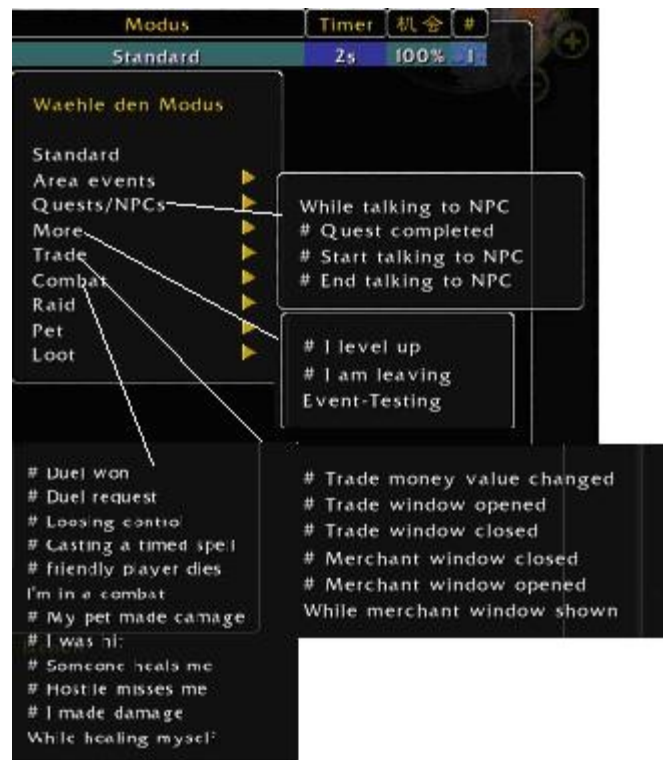 Modus Timer 机会 #
Standard 2s 100% 1
Waehle den Modus
Standard
Area events
Quests/NPCs
More
Trade
Combat
Raid
Pet
Loot
While talking to NPC
# Quest completed
# Start talking to NPC
# End talking to NPC
# I level up
# I am leaving
Event-Testing
# Duel won
# Duel request
# Loosing control
# Casting a timed spell
# friendly player dies
I'm in a combat
# My pet made camage
# I was hit
# Someone heals me
# Hostile misses me
# I made damage
While healing myself
# Trade money value changed
# Trade window opened
# Trade window closed
# Merchant window closed
# Merchant window opened
While merchant window shown